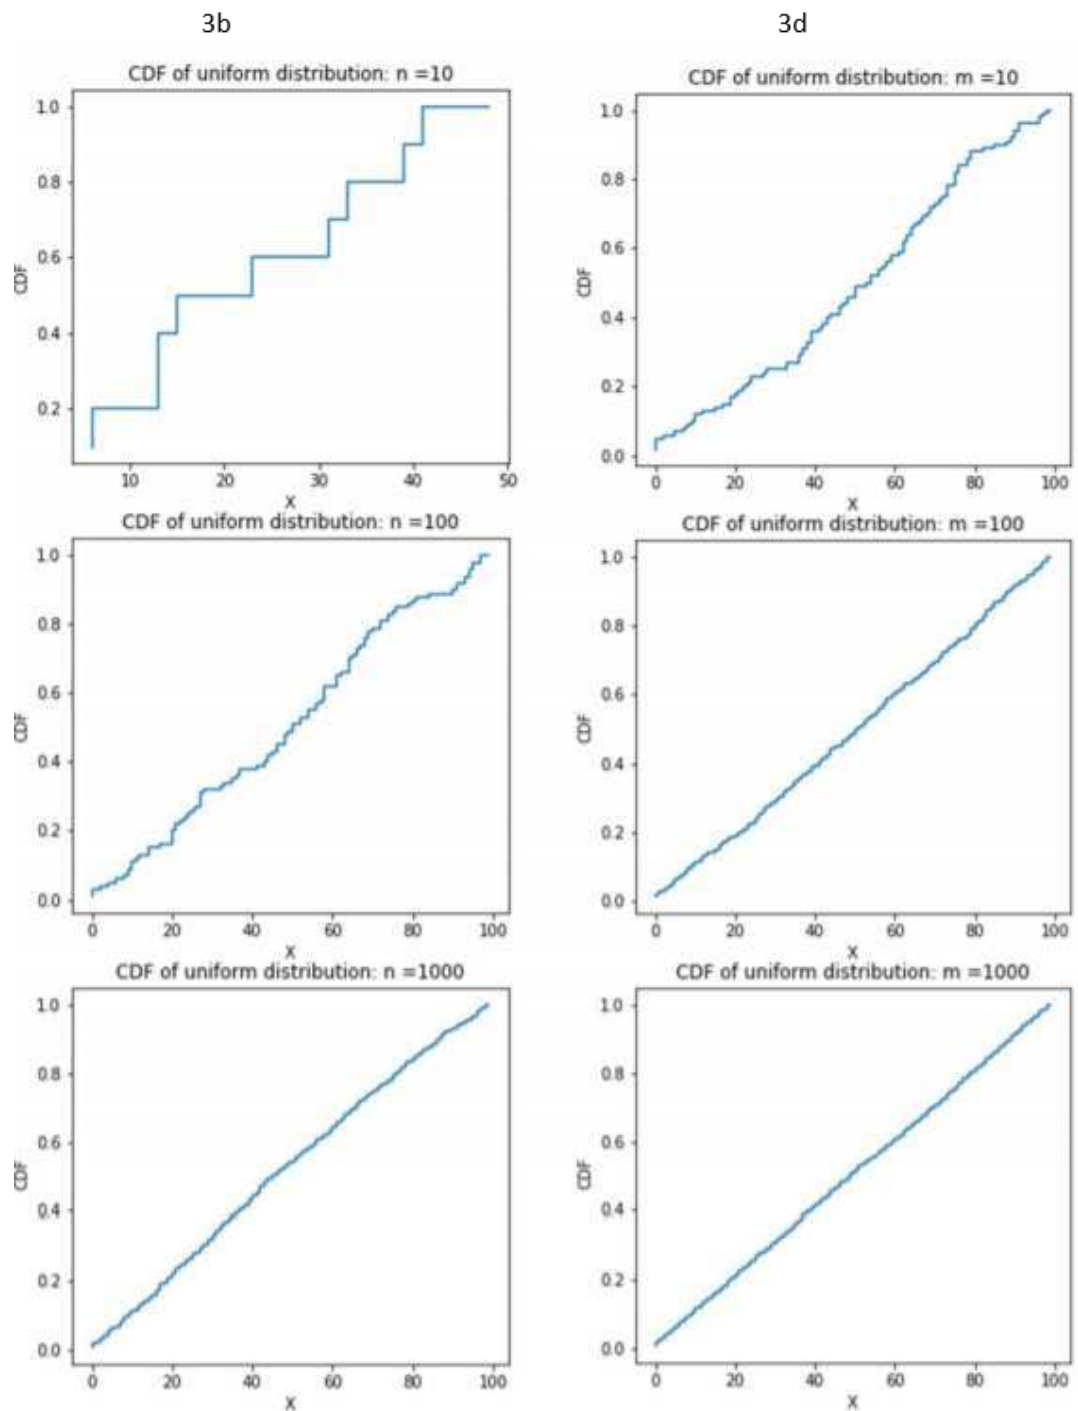 3b
3d
CDF of uniform distribution: n =10
1.0
0.8
0.6
0.4
0.2
CDF
10 20 30 40 50
X
CDF of uniform distribution: m =10
1.0
0.8
0.6
0.4
0.2
0.0
CDF
0 20 40 60 80 100
X
CDF of uniform distribution: n =100
1.0
0.8
0.6
0.4
0.2
0.0
CDF
0 20 40 60 80 100
X
CDF of uniform distribution: m =100
1.0
0.8
0.6
0.4
0.2
0.0
CDF
0 20 40 60 80 100
X
CDF of uniform distribution: n =1000
1.0
0.8
0.6
0.4
0.2
0.0
CDF
0 20 40 60 80 100
X
CDF of uniform distribution: m =1000
1.0
0.8
0.6
0.4
0.2
0.0
CDF
0 20 40 60 80 100
X